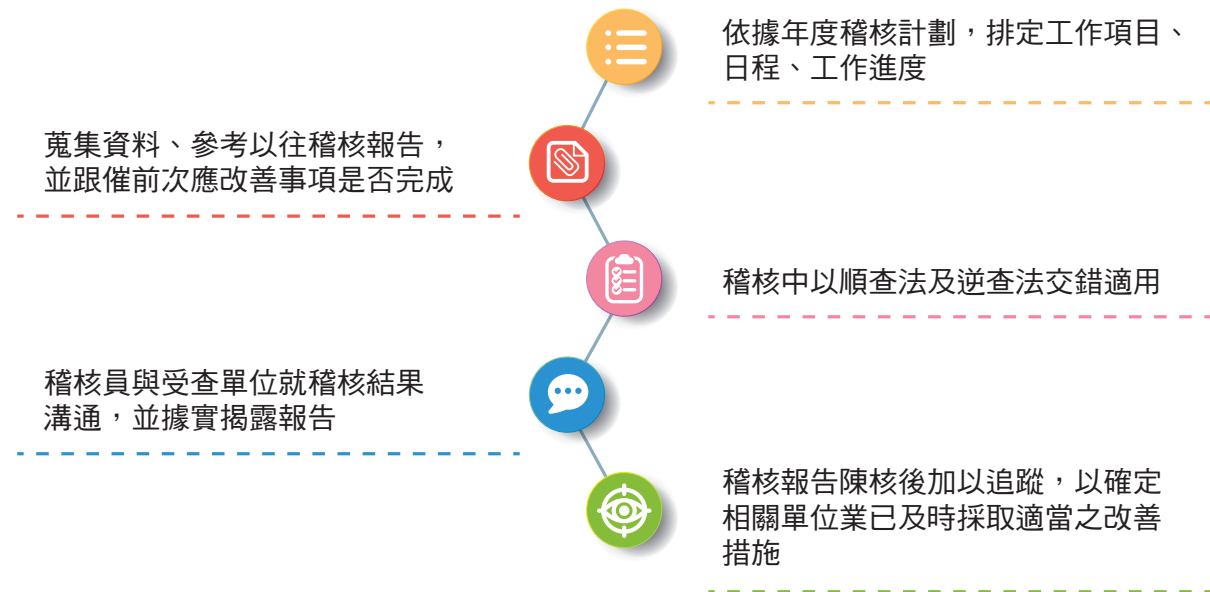 依據年度稽核計劃，排定工作項目、
日程、工作進度
蒐集資料、參考以往稽核報告，
並跟催前次應改善事項是否完成
稽核中以順查法及逆查法交錯適用
稽核員與受查單位就稽核結果
溝通，並據實揭露報告
稽核報告陳核後加以追蹤，以確定
相關單位業已及時採取適當之改善
措施